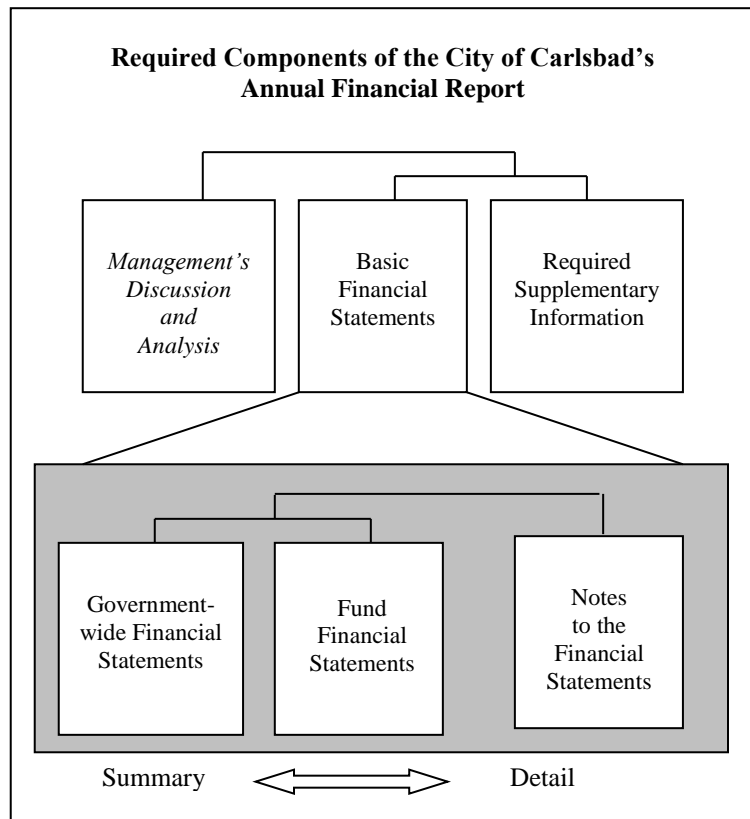 Required Components of the City of Carlsbad’s
Annual Financial Report
Management’s
Discussion
and
Analysis
Basic
Financial
Statements
Required
Supplementary
Information
Government-
wide Financial
Statements
Fund
Financial
Statements
Notes
to the
Financial
Statements
Summary
Detail